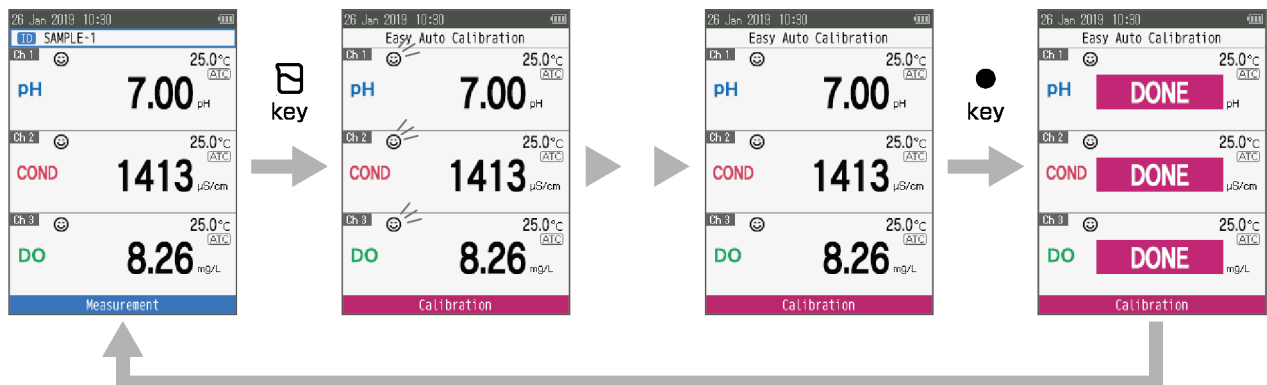 26 Jan 2019 10:30
ID SAMPLE-1
Ch 1 25.0°C
ATC
pH 7.00 pH
Ch 2 25.0°C
ATC
COND 1413 µS/cm
Ch 3 25.0°C
ATC
DO 8.26 mg/L
Measurement
key
26 Jan 2019 10:30
Easy Auto Calibration
Ch 1 25.0°C
ATC
pH 7.00 pH
Ch 2 25.0°C
ATC
COND 1413 µS/cm
Ch 3 25.0°C
ATC
DO 8.26 mg/L
Calibration
26 Jan 2019 10:30
Easy Auto Calibration
Ch 1 25.0°C
ATC
pH 7.00 pH
Ch 2 25.0°C
ATC
COND 1413 µS/cm
Ch 3 25.0°C
ATC
DO 8.26 mg/L
Calibration
key
26 Jan 2019 10:30
Easy Auto Calibration
Ch 1 25.0°C
ATC
pH DONE pH
Ch 2 25.0°C
ATC
COND DONE µS/cm
Ch 3 25.0°C
ATC
DO DONE mg/L
Calibration